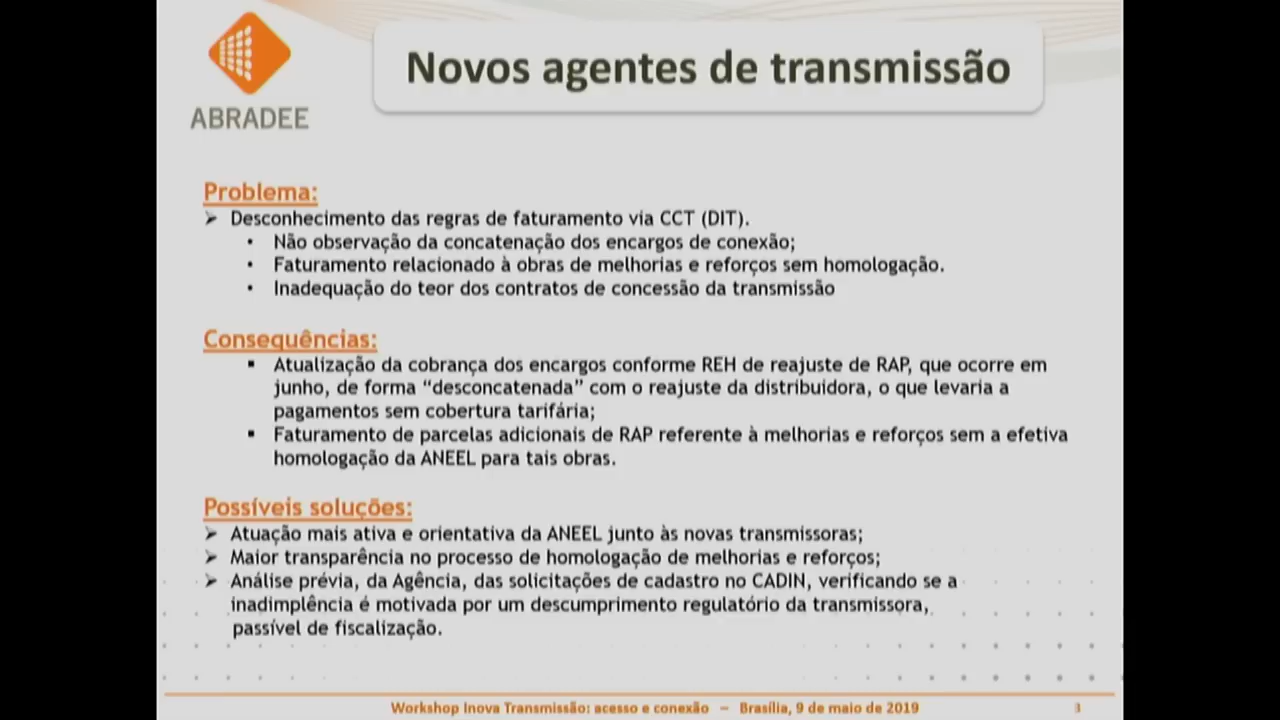 ABRADEE
Novos agentes de transmissão
Problema:
➢ Desconhecimento das regras de faturamento via CCT (DIT).
• Não observação da concatenação dos encargos de conexão;
• Faturamento relacionado à obras de melhorias e reforços sem homologação.
• Inadequação do teor dos contratos de concessão da transmissão
Consequências:
▪ Atualização da cobrança dos encargos conforme REH de reajuste de RAP, que ocorre em
junho, de forma “desconcatenada” com o reajuste da distribuidora, o que levaria a
pagamentos sem cobertura tarifária;
▪ Faturamento de parcelas adicionais de RAP referente à melhorias e reforços sem a efetiva
homologação da ANEEL para tais obras.
Possíveis soluções:
➢ Atuação mais ativa e orientativa da ANEEL junto às novas transmissoras;
➢ Maior transparência no processo de homologação de melhorias e reforços;
➢ Análise prévia, da Agência, das solicitações de cadastro no CADIN, verificando se a
inadimplência é motivada por um descumprimento regulatório da transmissora,
passível de fiscalização.
Workshop Inova Transmissão: acesso e conexão – Brasília, 9 de maio de 2019 3